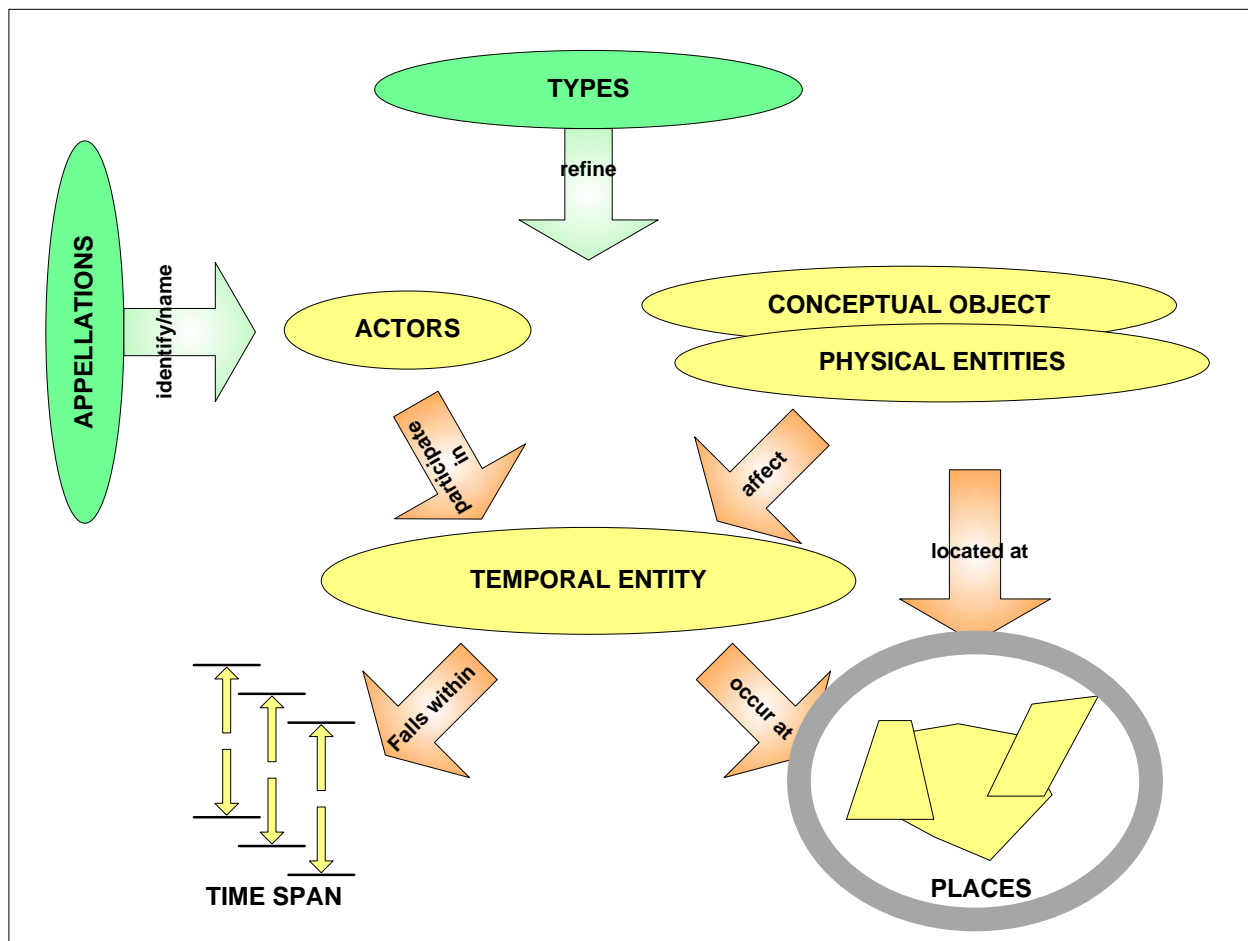 TYPES
refine
APPELLATIONS
identify/name
ACTORS
CONCEPTUAL OBJECT
PHYSICAL ENTITIES
participate
in
affect
located at
TEMPORAL ENTITY
Falls within
occur at
TIME SPAN
PLACES